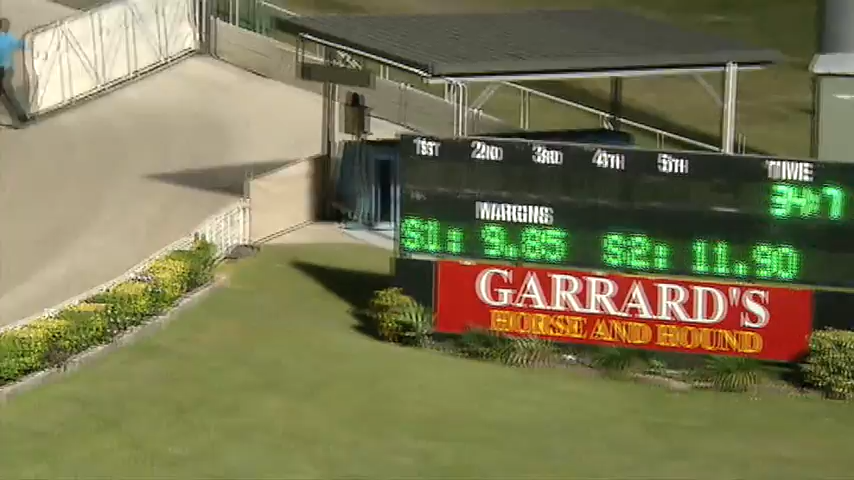 1ST 2ND 3RD 4TH 5TH TIME
MARGINS
S1: 9.85 S2: 11.90
GARRARD'S
HORSE AND HOUND